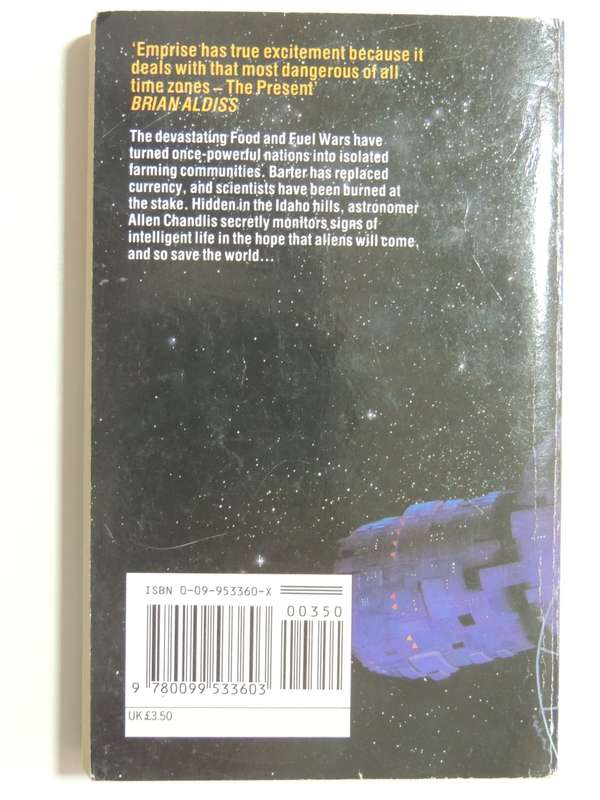 'Emprise has true excitement because it
deals with that most dangerous of all
time zones – The Present'
BRIAN ALDISS
The devastating Food and Fuel Wars have
turned once-powerful nations into isolated
farming communities. Barter has replaced
currency, and scientists have been burned at
the stake. Hidden in the Idaho hills, astronomer
Allen Chandlis secretly monitors signs of
intelligent life in the hope that aliens will come,
and so save the world...
ISBN 0-09-953360-X
00350
9 780099 533603
UK £3.50